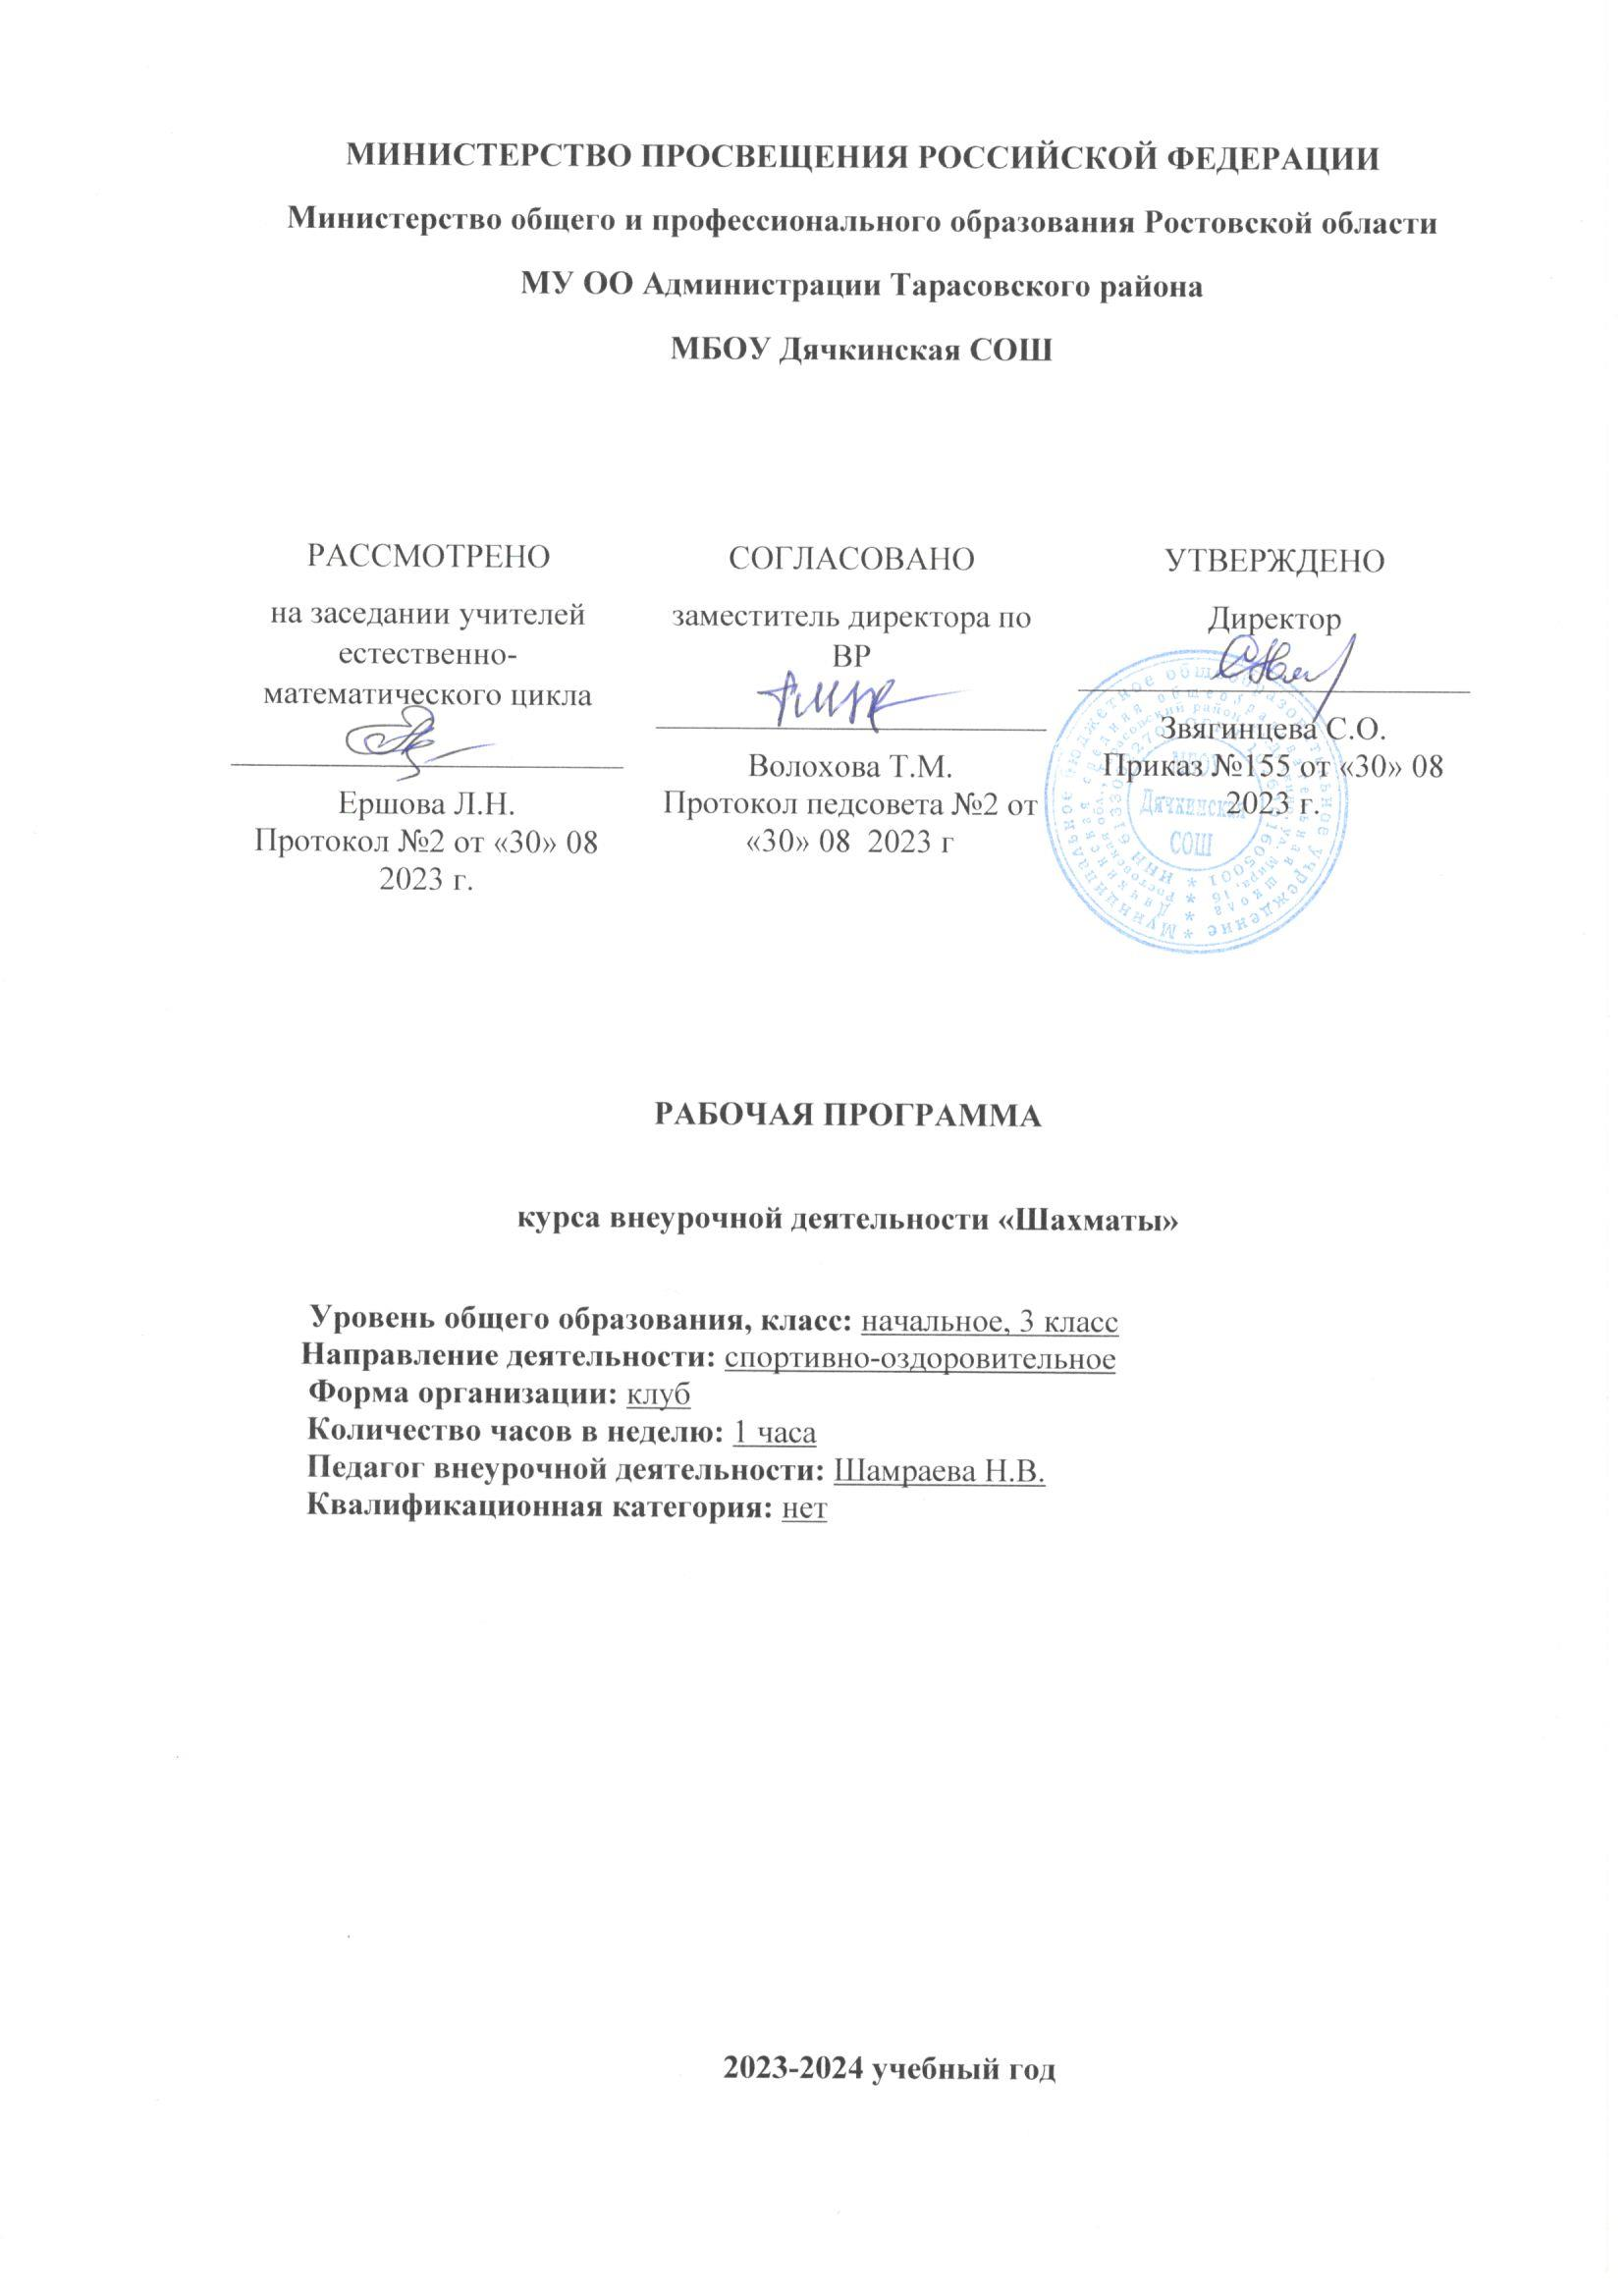 МИНИСТЕРСТВО ПРОСВЕЩЕНИЯ РОССИЙСКОЙ ФЕДЕРАЦИИ
Министерство общего и профессионального образования Ростовской области
МУ ОО Администрации Тарасовского района
МБОУ Дячкинская СОШ
РАССМОТРЕНО
на заседании учителей
естественно-
математического цикла
Ершова Л.Н.
Протокол №2 от «30» 08
2023 г.
СОГЛАСОВАНО
заместитель директора по
ВР
Волохова Т.М.
Протокол педсовета №2 от
«30» 08 2023 г
УТВЕРЖДЕНО
Директор
Звягинцева С.О.
Приказ №155 от «30» 08
2023 г.
МБОУ
Дячкинская
СОШ
РАБОЧАЯ ПРОГРАММА
курса внеурочной деятельности «Шахматы»
Уровень общего образования, класс: начальное, 3 класс
Направление деятельности: спортивно-оздоровительное
Форма организации: клуб
Количество часов в неделю: 1 часа
Педагог внеурочной деятельности: Шамраева Н.В.
Квалификационная категория: нет
2023-2024 учебный год